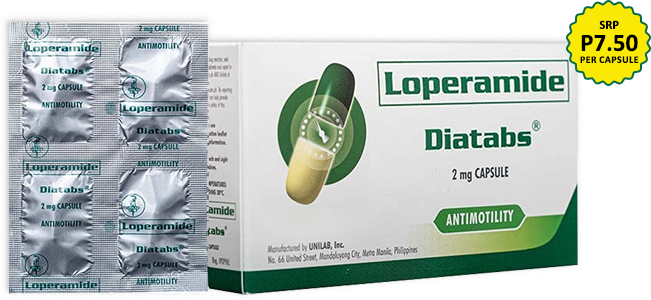 Loperamide
Diatabs®
2 mg CAPSULE
ANTIMOTILITY
Loperamide
Diatabs
2 mg CAPSULE
ANTIMOTILITY
Loperamide
Diatabs®
2 mg CAPSULE
ANTIMOTILITY
Loperamide
Diatabs®
2 mg CAPSULE
ANTIMOTILITY
Loperamide
CAPSULE
Loperamide
Diatabs®
2 mg CAPSULE
ANTIMOTILITY
Manufactured by UNILAB, Inc.
No. 66 United Street, Mandaluyong City, Metro Manila, Philippines
SRP
P7.50
PER CAPSULE